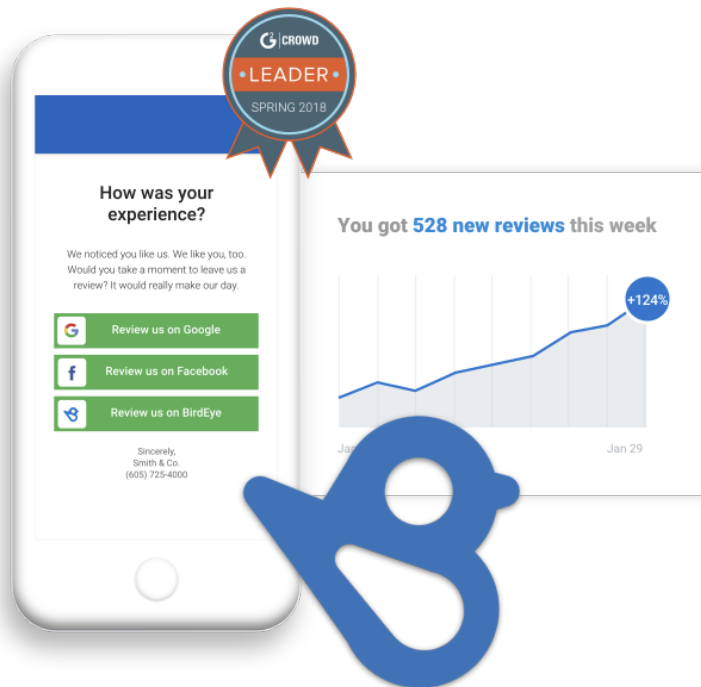 G2 | CROWD
LEADER
SPRING 2018
How was your
experience?
We noticed you like us. We like you, too.
Would you take a moment to leave us a
review? It would really make our day.
Review us on Google
Review us on Facebook
Review us on BirdEye
Sincerely,
Smith & Co.
(605) 725-4000
You got 528 new reviews this week
+124%
Jan 29